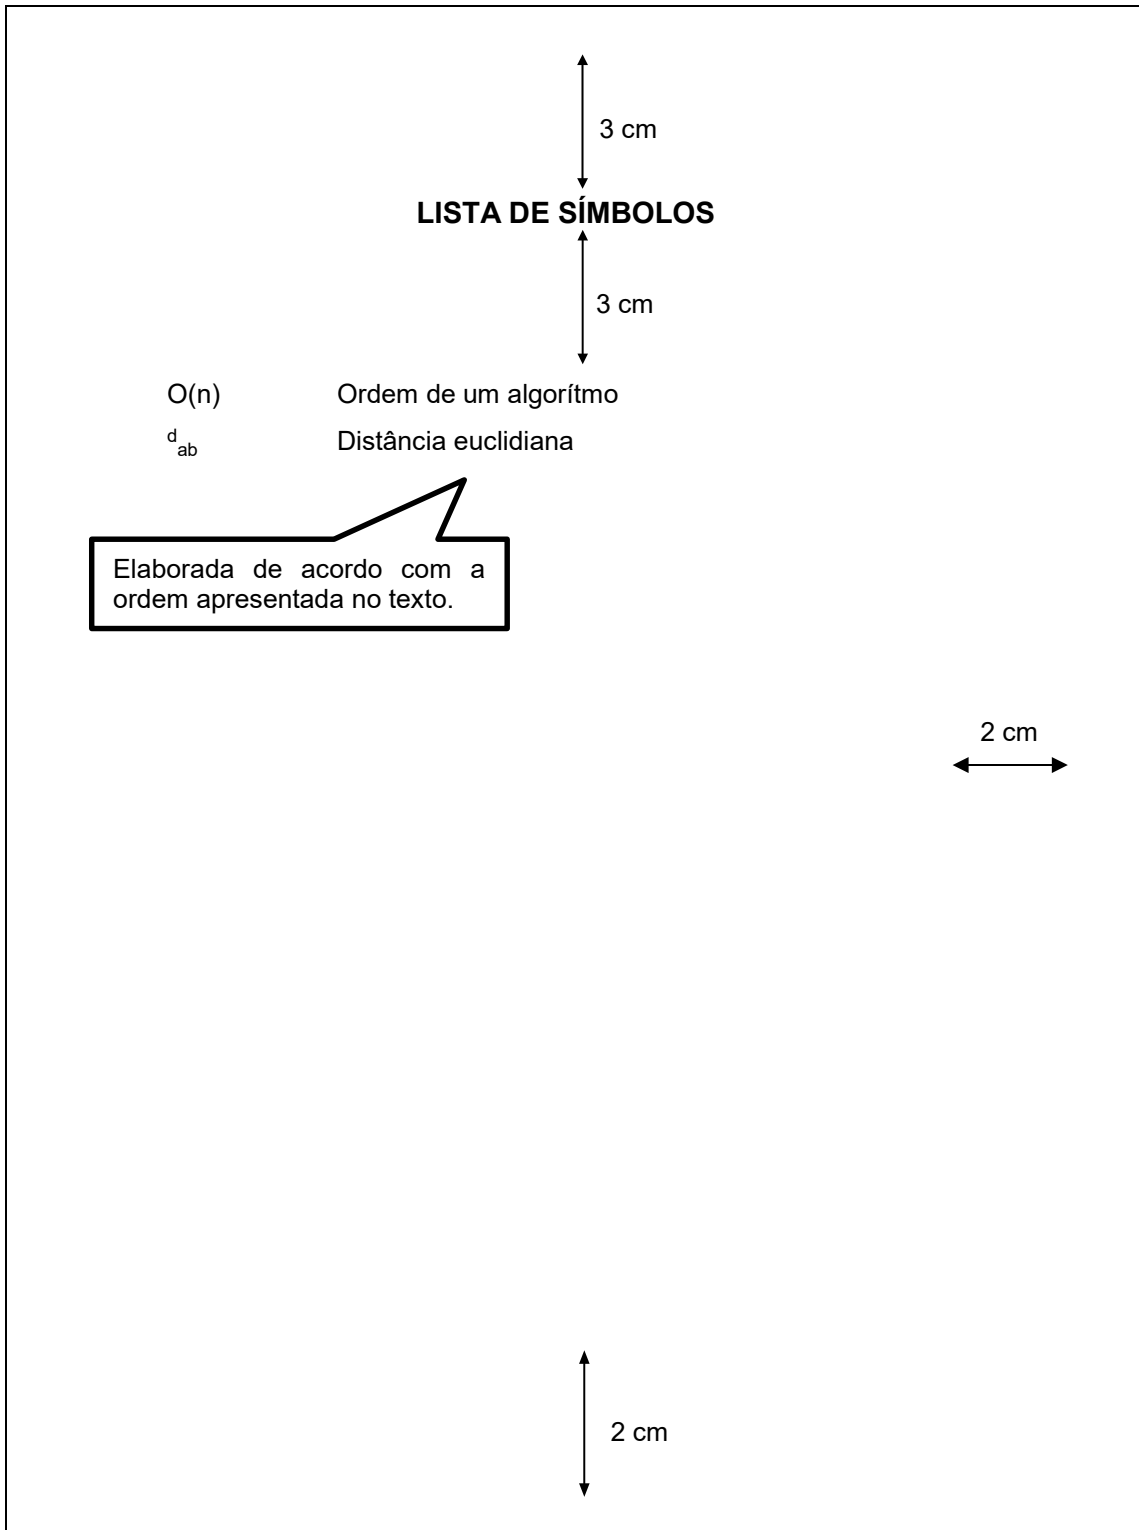 3 cm
LISTA DE SÍMBOLOS
3 cm
O(n) Ordem de um algorítmo
d_ab Distância euclidiana
Elaborada de acordo com a
ordem apresentada no texto.
2 cm
2 cm